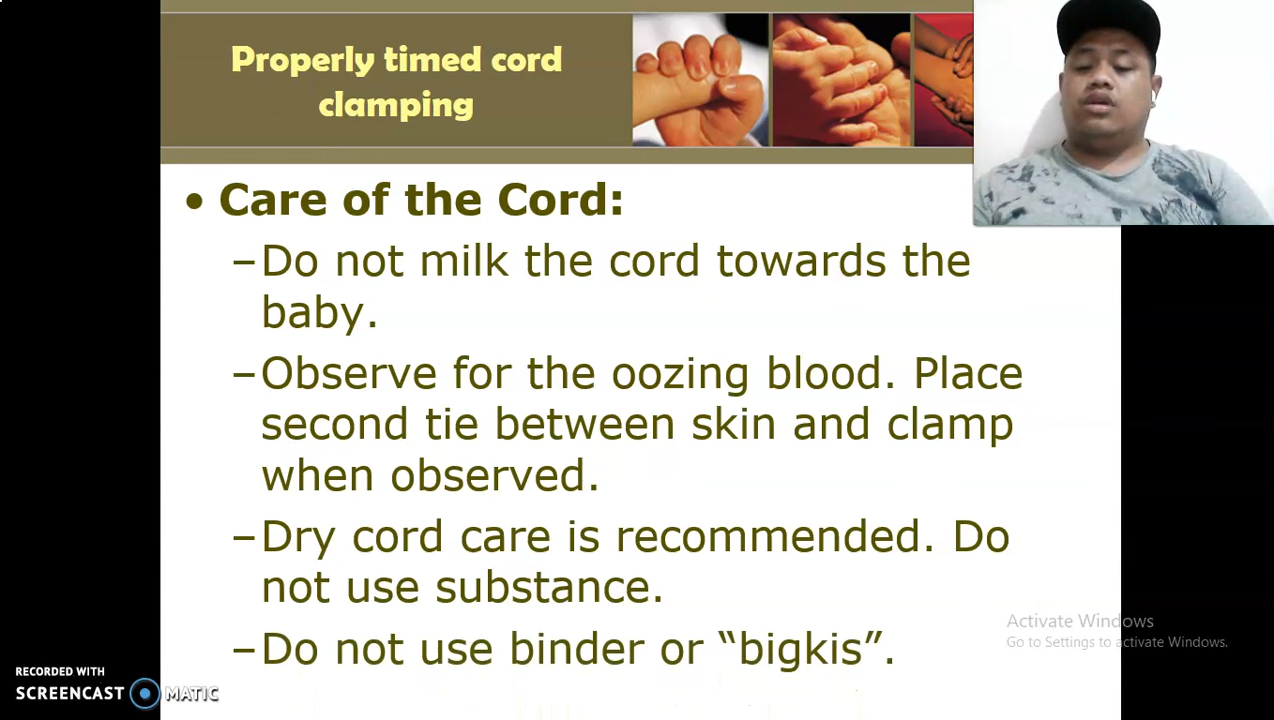 Properly timed cord
clamping
• Care of the Cord:
–Do not milk the cord towards the
baby.
–Observe for the oozing blood. Place
second tie between skin and clamp
when observed.
–Dry cord care is recommended. Do
not use substance.
–Do not use binder or “bigkis”.
Activate Windows
Go to Settings to activate Windows.
RECORDED WITH
SCREENCAST MATIC